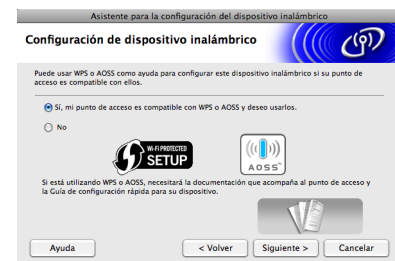 Asistente para la configuración del dispositivo inalámbrico
Configuración de dispositivo inalámbrico
Puede usar WPS o AOSS como ayuda para configurar este dispositivo inalámbrico si su punto de
acceso es compatible con ellos.
Sí, mi punto de acceso es compatible con WPS o AOSS y deseo usarlos.
No
WI-FI PROTECTED
SETUP
AOSS™
Si está utilizando WPS o AOSS, necesitará la documentación que acompaña al punto de acceso y
la Guía de configuración rápida para su dispositivo.
Ayuda
< Volver
Siguiente >
Cancelar